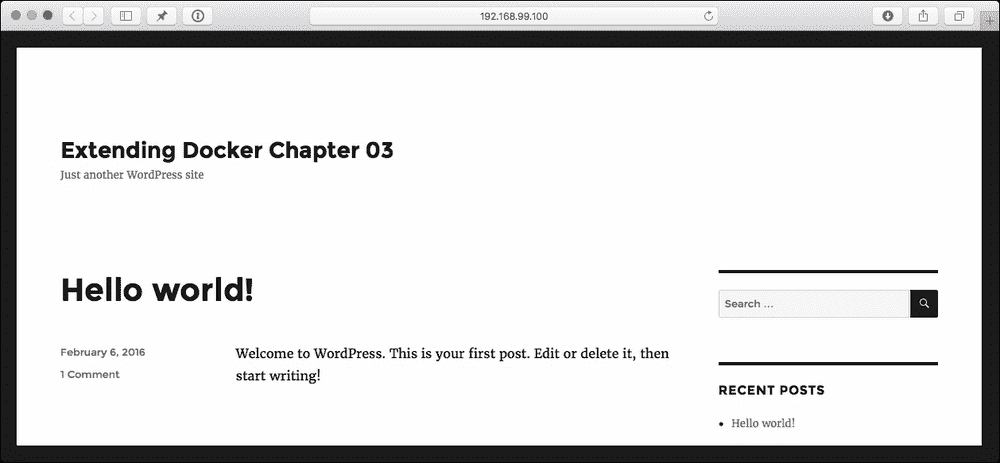 192.168.99.100
Extending Docker Chapter 03
Just another WordPress site
Hello world!
February 6, 2016
1 Comment
Welcome to WordPress. This is your first post. Edit or delete it, then
start writing!
Search …
RECENT POSTS
Hello world!